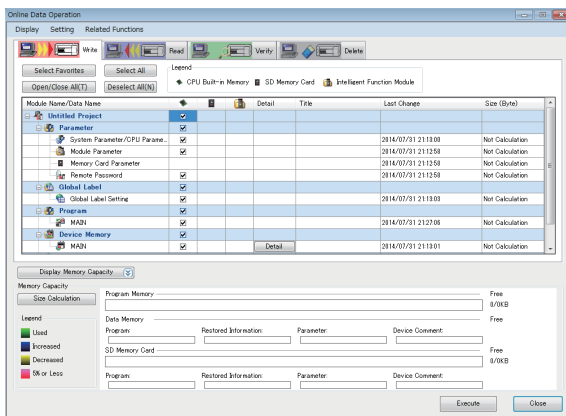 Online Data Operation
Display Setting Related Functions
Write Read Verify Delete
Select Favorites Select All Legend
CPU Built-in Memory SD Memory Card Intelligent Function Module
Open/Close All(T) Deselect All(N)
Module Name/Data Name Detail Title Last Change Size (Byte)
Untitled Project
Parameter
System Parameter/CPU Parame... 2014/07/31 21:13:00 Not Calculation
Module Parameter 2014/07/31 21:12:58 Not Calculation
Memory Card Parameter 2014/07/31 21:12:58 Not Calculation
Remote Password 2014/07/31 21:12:58 Not Calculation
Global Label
Global Label Setting 2014/07/31 21:13:03 Not Calculation
Program
MAIN 2014/07/31 21:27:06 Not Calculation
Device Memory
MAIN Detail 2014/07/31 21:13:01 Not Calculation
Display Memory Capacity
Memory Capacity
Size Calculation
Program Memory Free
0/0KB
Legend
Used
Increased
Decreased
5% or Less
Data Memory Free
Program: Restored Information: Parameter: Device Comment:
SD Memory Card Free
0/0KB
Program: Restored Information: Parameter: Device Comment:
Execute Close